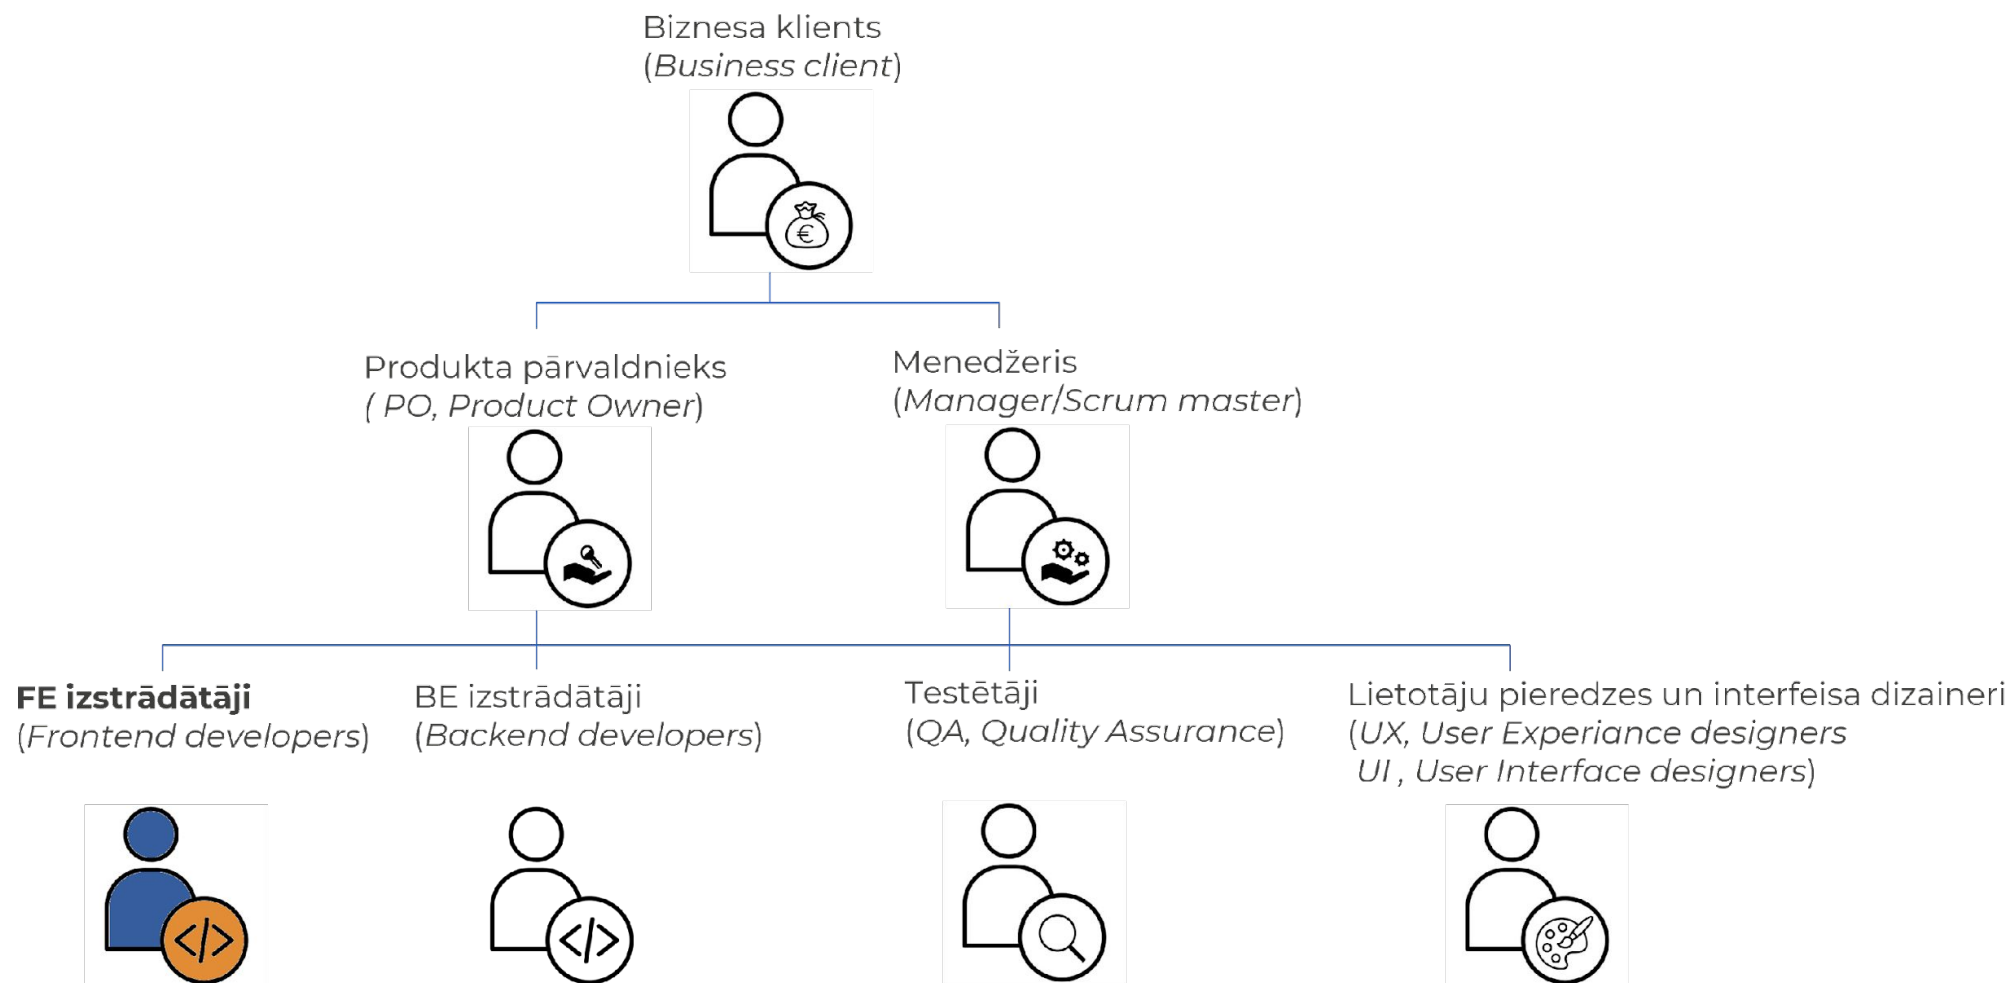 Biznesa klients
(Business client)
Produkta pārvaldnieks
( PO, Product Owner)
Menedžeris
(Manager/Scrum master)
FE izstrādātāji
(Frontend developers)
BE izstrādātāji
(Backend developers)
Testētāji
(QA, Quality Assurance)
Lietotāju pieredzes un interfeisa dizaineri
(UX, User Experiance designers
UI , User Interface designers)
€
</>
</>